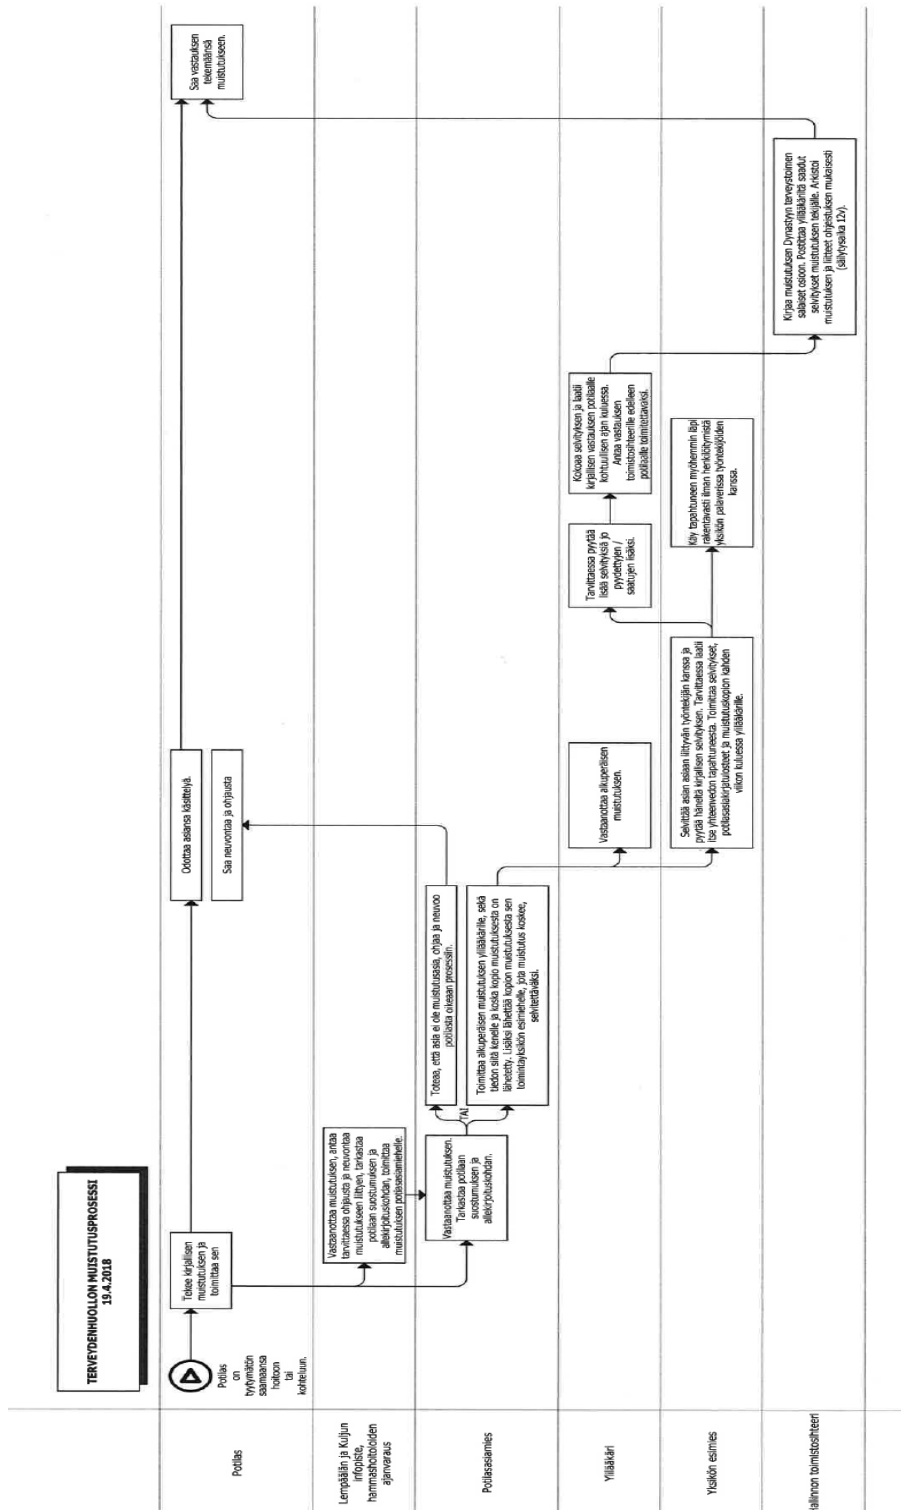 TERVEYDENHUOLLON MUISTUTUSPROSESSI
19.4.2018
Potilas
Potilas
on
tyytymätön
saamaansa
hoitoon
tai
kohteluun.
Tekee kirjallisen
muistutuksen ja
toimittaa sen
Odottaa asiansa käsittelyä.
Saa neuvontaa ja ohjausta
Saa vastauksen
tekemäänsä
muistutukseen.
Lempäälän ja Kuljun
infopiste,
hammashoitoloiden
ajanvaraus
Vastaanottaa muistutuksen, antaa
tarvittaessa ohjausta ja neuvontaa
muistutukseen liittyen, tarkastaa
potilaan suostumuksen ja
allekirjoituskohdan, toimittaa
muistutuksen potilasasiamiehelle.
Potilasasiamies
Vastaanottaa muistutuksen.
Tarkastaa potilaan
suostumuksen ja
allekirjoituskohdan.
TAI
Toteaa, että asia ei ole muistutusasia, ohjaa ja neuvoo
potilasta oikeaan prosessiin.
Toimittaa alkuperäisen muistutuksen ylilääkärille, sekä
tiedon siitä kenelle ja koska kopio muistutuksesta on
lähetetty. Lisäksi lähettää kopion muistutuksesta sen
toimintayksikön esimiehelle, jota muistutus koskee,
selvitettäväksi.
Ylilääkäri
Vastaanottaa alkuperäisen
muistutuksen.
Tarvittaessa pyytää
lisää selvityksiä jo
pyydettyjen /
saatujen lisäksi.
Kokoaa selvityksen ja laatii
kirjallisen vastauksen potilaalle
kohtuullisen ajan kuluessa.
Antaa vastauksen
toimistosihteerille edelleen
potilaalle toimitettavaksi.
Yksikön esimies
Selvittää asian asiaan liittyvän työntekijän kanssa ja
pyytää häneltä kirjallisen selvityksen. Tarvittaessa laatii
itse yhteenvedon tapahtuneesta. Toimittaa selvitykset,
potilasasiakirjatulosteet ja muistutuskopion kahden
viikon kuluessa ylilääkärille.
Käy tapahtuneen myöhemmin läpi
rakentavasti ilman henkilöitymistä
yksikön palaverissa työntekijöiden
kanssa.
Hallinnon toimistosihteeri
Kirjaa muistutuksen Dynastyyn terveystoimen
salaiset osioon. Postittaa ylilääkäriltä saadut
selvitykset muistutuksen tekijälle. Arkistoi
muistutuksen ja liitteet ohjeistuksen mukaisesti
(säilytysaika 12v).